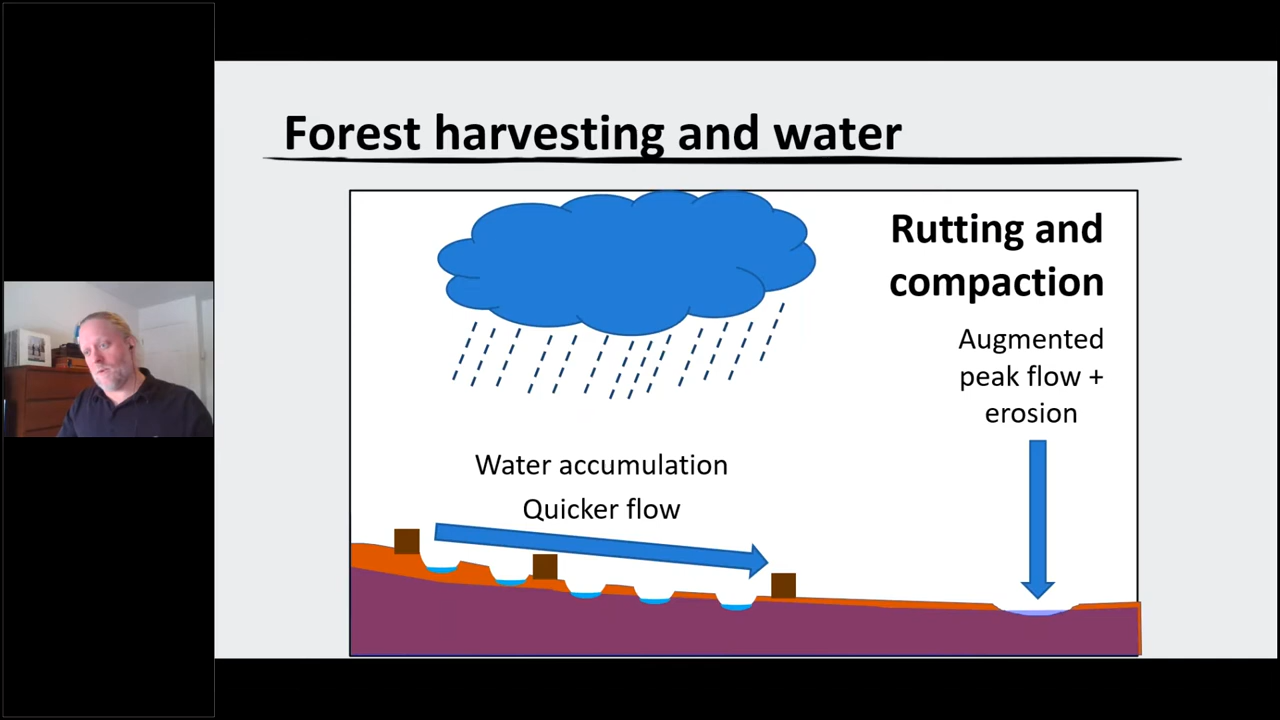 Forest harvesting and water
Rutting and
compaction
Augmented
peak flow +
erosion
Water accumulation
Quicker flow